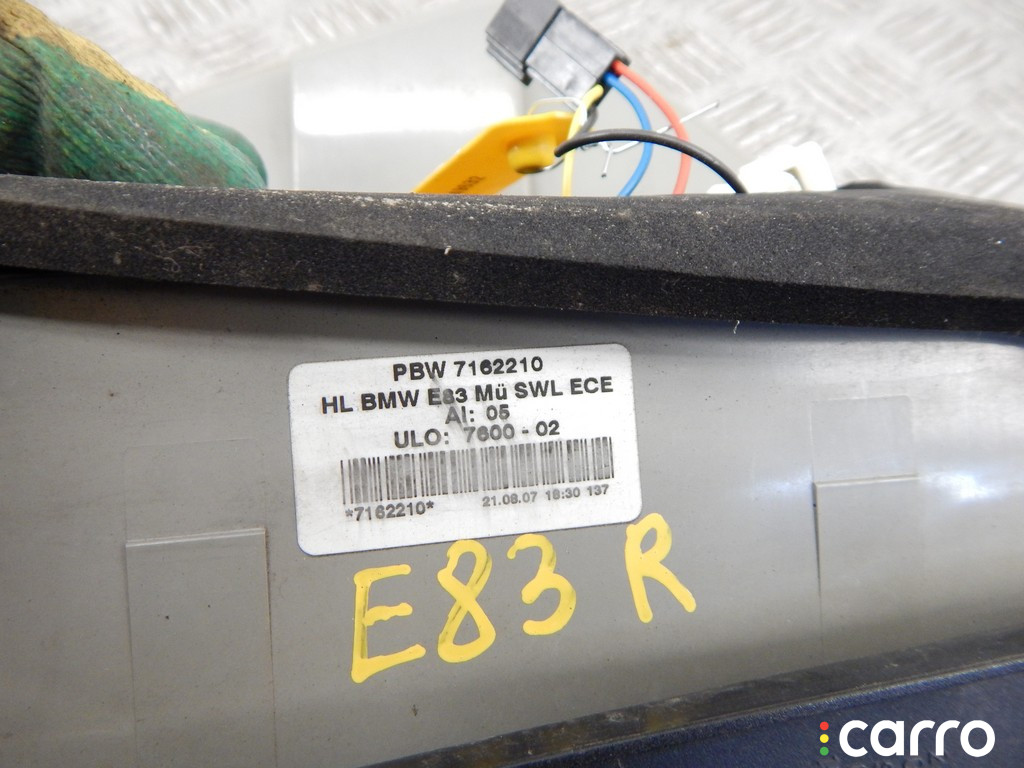 PBW 7162210
HL BMW E83 Mü SWL ECE
AI: 05
ULO: 7600 - 02
*7162210* 21.08.07 18:30 137
E83 R
carro